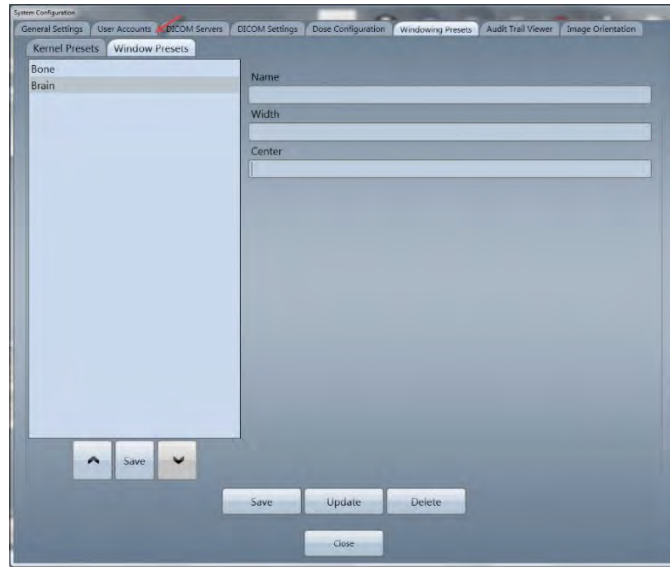 System Configuration
General Settings User Accounts DICOM Servers DICOM Settings Dose Configuration Windowing Presets Audit Trail Viewer Image Orientation
Kernel Presets Window Presets
Bone
Brain
Name
Width
Center
Save
Save Update Delete
Close